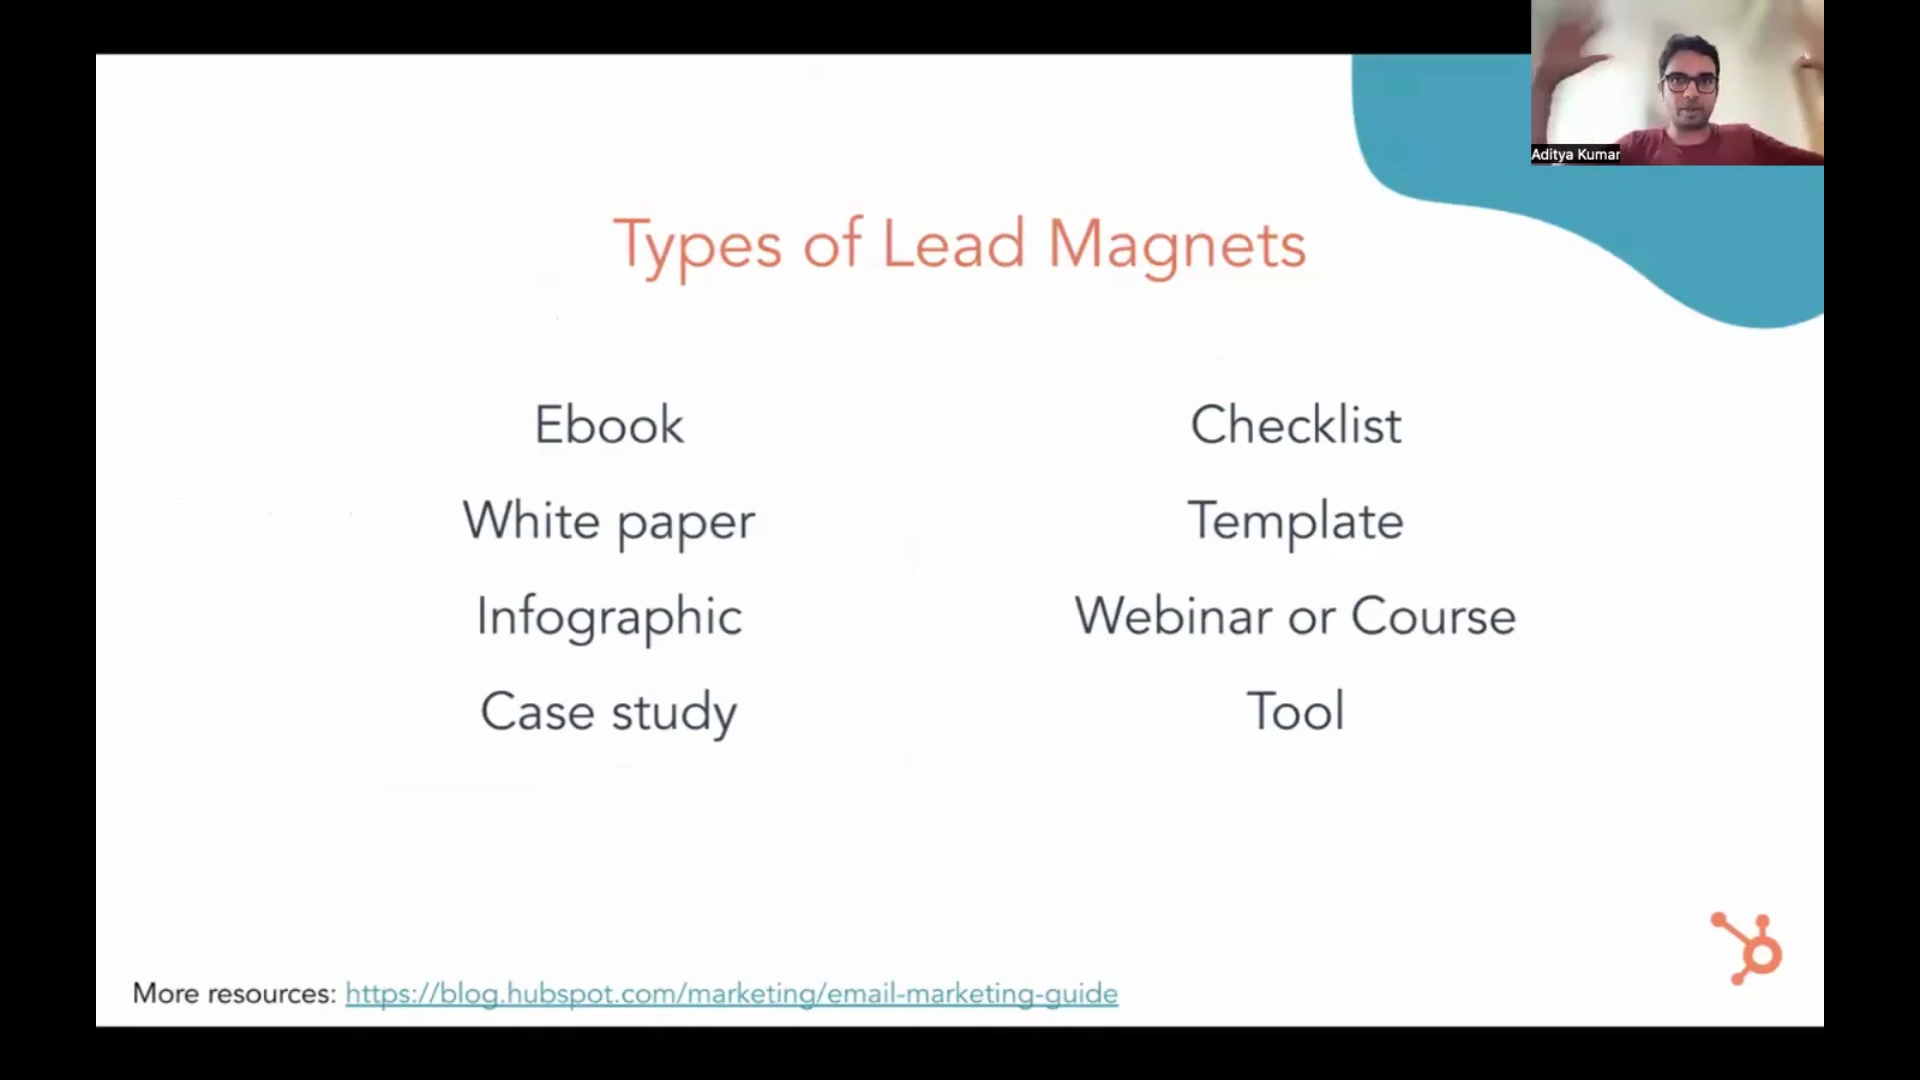 Aditya Kumar
Types of Lead Magnets
Ebook
White paper
Infographic
Case study
Checklist
Template
Webinar or Course
Tool
More resources: https://blog.hubspot.com/marketing/email-marketing-guide